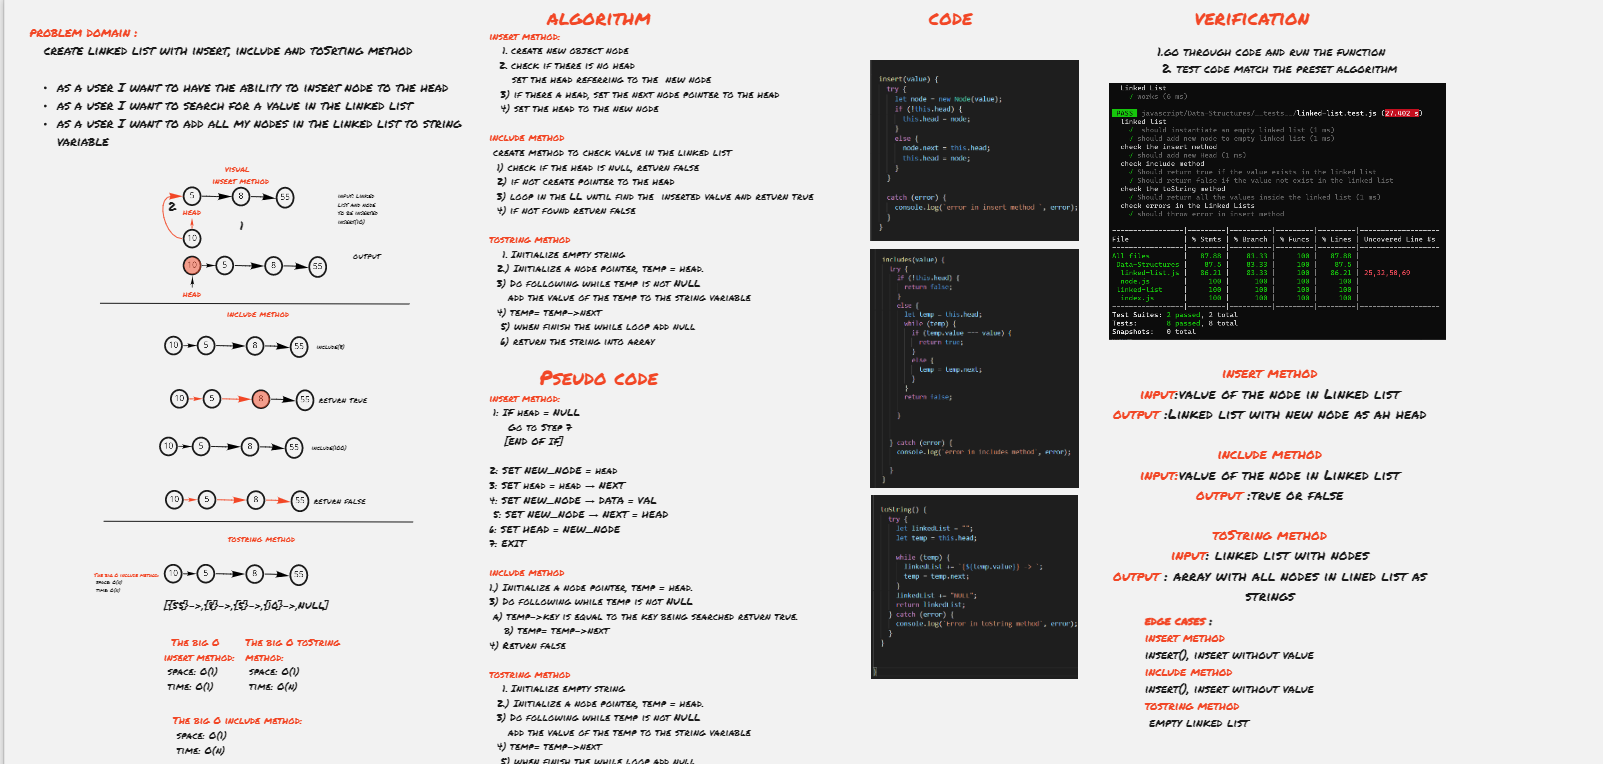 PROBLEM DOMAIN :
CREATE LINKED LIST WITH INSERT, INCLUDE AND TOSRTING METHOD
• AS A USER I WANT TO HAVE THE ABILITY TO INSERT NODE TO THE HEAD
• AS A USER I WANT TO SEARCH FOR A VALUE IN THE LINKED LIST
• AS A USER I WANT TO ADD ALL MY NODES IN THE LINKED LIST TO STRING
VARIABLE
VISUAL
INSERT METHOD
5 8 55
2
HEAD
1
10
INPUT: LINKED
LIST AND NODE
TO BE INSERTED
INSERT(10)
OUTPUT
10 5 8 55
HEAD
INCLUDE METHOD
10 5 8 55 INCLUDE(8)
10 5 8 55 RETURN TRUE
10 5 8 55 INCLUDE(100)
10 5 8 55 RETURN FALSE
TOSTRING METHOD
THE BIG O INCLUDE METHOD:
SPACE: O(1)
TIME: O(N)
10 5 8 55
[{55}->,{8}->,{5}->,{10}->,NULL]
THE BIG O
INSERT METHOD:
SPACE: O(1)
TIME: O(1)
THE BIG O TOSTRING
METHOD:
SPACE: O(1)
TIME: O(N)
THE BIG O INCLUDE METHOD:
SPACE: O(1)
TIME: O(N)
ALGORITHM
INSERT METHOD:
1. CREATE NEW OBJECT NODE
2. CHECK IF THERE IS NO HEAD
SET THE HEAD REFERRING TO THE NEW NODE
3) IF THERE A HEAD, SET THE NEXT NODE POINTER TO THE HEAD
4) SET THE HEAD TO THE NEW NODE
INCLUDE METHOD
CREATE METHOD TO CHECK VALUE IN THE LINKED LIST
1) CHECK IF THE HEAD IS NULL, RETURN FALSE
2) IF NOT CREATE POINTER TO THE HEAD
3) LOOP IN THE LL UNTIL FIND THE INSERTED VALUE AND RETURN TRUE
4) IF NOT FOUND RETURN FALSE
TOSTRING METHOD
1. INITIALIZE EMPTY STRING
2.) INITIALIZE A NODE POINTER, TEMP = HEAD.
3) DO FOLLOWING WHILE TEMP IS NOT NULL
ADD THE VALUE OF THE TEMP TO THE STRING VARIABLE
4) TEMP= TEMP->NEXT
5) WHEN FINISH THE WHILE LOOP ADD NULL
6) RETURN THE STRING INTO ARRAY
PSEUDO CODE
INSERT METHOD:
1: IF HEAD = NULL
GO TO STEP 7
[END OF IF]
2: SET NEW_NODE = HEAD
3: SET HEAD = HEAD → NEXT
4: SET NEW_NODE → DATA = VAL
5: SET NEW_NODE → NEXT = HEAD
6: SET HEAD = NEW_NODE
7: EXIT
INCLUDE METHOD
1.) INITIALIZE A NODE POINTER, TEMP = HEAD.
3) DO FOLLOWING WHILE TEMP IS NOT NULL
A) TEMP->KEY IS EQUAL TO THE KEY BEING SEARCHED RETURN TRUE.
B) TEMP= TEMP->NEXT
4) RETURN FALSE
TOSTRING METHOD
1. INITIALIZE EMPTY STRING
2.) INITIALIZE A NODE POINTER, TEMP = HEAD.
3) DO FOLLOWING WHILE TEMP IS NOT NULL
ADD THE VALUE OF THE TEMP TO THE STRING VARIABLE
4) TEMP= TEMP->NEXT
5) WHEN FINISH THE WHILE LOOP ADD NULL
CODE
insert(value) {
try {
let node = new Node(value);
if (!this.head) {
this.head = node;
}
else {
node.next = this.head;
this.head = node;
}
}
catch (error) {
console.log(`error in insert method `, error);
}
}
includes(value) {
try {
if (!this.head) {
return false;
}
else {
let temp = this.head;
while (temp) {
if (temp.value === value) {
return true;
}
else {
temp = temp.next;
}
}
return false;
}
} catch (error) {
console.log(`error in includes method`, error);
}
}
toString() {
try {
let linkedList = "";
let temp = this.head;
while (temp) {
linkedList += `{${temp.value}} -> `;
temp = temp.next;
}
linkedList += "NULL";
return linkedList;
} catch (error) {
console.log(`Error in toString method`, error);
}
}
}
VERIFICATION
1.GO THROUGH CODE AND RUN THE FUNCTION
2. TEST CODE MATCH THE PRESET ALGORITHM
Linked List
√ works (6 ms)
PASS javascript/Data-Structures/__tests__/linked-list.test.js (27.402 s)
linked list
√ should instantiate an empty linked list (1 ms)
√ should add new node to empty linked list (1 ms)
check the insert method
√ should add new Head (1 ms)
check include method
√ Should return true if the value exists in the linked list
√ Should return false if the value not exist in the linked list
check the toString method
√ Should return all the values inside the linked list (1 ms)
check errors in the Linked Lists
√ should throw error in insert method
File | % Stmts | % Branch | % Funcs | % Lines | Uncovered Line #s
All files | 87.88 | 83.33 | 100 | 87.88 |
Data-Structures | 87.5 | 83.33 | 100 | 87.5 |
linked-list.js | 86.21 | 83.33 | 100 | 86.21 | 25,32,50,69
node.js | 100 | 100 | 100 | 100 |
linked-list | 100 | 100 | 100 | 100 |
index.js | 100 | 100 | 100 | 100 |
Test Suites: 2 passed, 2 total
Tests: 8 passed, 8 total
Snapshots: 0 total
INSERT METHOD
INPUT:VALUE OF THE NODE IN LINKED LIST
OUTPUT :LINKED LIST WITH NEW NODE AS AH HEAD
INCLUDE METHOD
INPUT:VALUE OF THE NODE IN LINKED LIST
OUTPUT :TRUE OR FALSE
TOSTRING METHOD
INPUT: LINKED LIST WITH NODES
OUTPUT : ARRAY WITH ALL NODES IN LINED LIST AS
STRINGS
EDGE CASES :
INSERT METHOD
INSERT(), INSERT WITHOUT VALUE
INCLUDE METHOD
INSERT(), INSERT WITHOUT VALUE
TOSTRING METHOD
EMPTY LINKED LIST